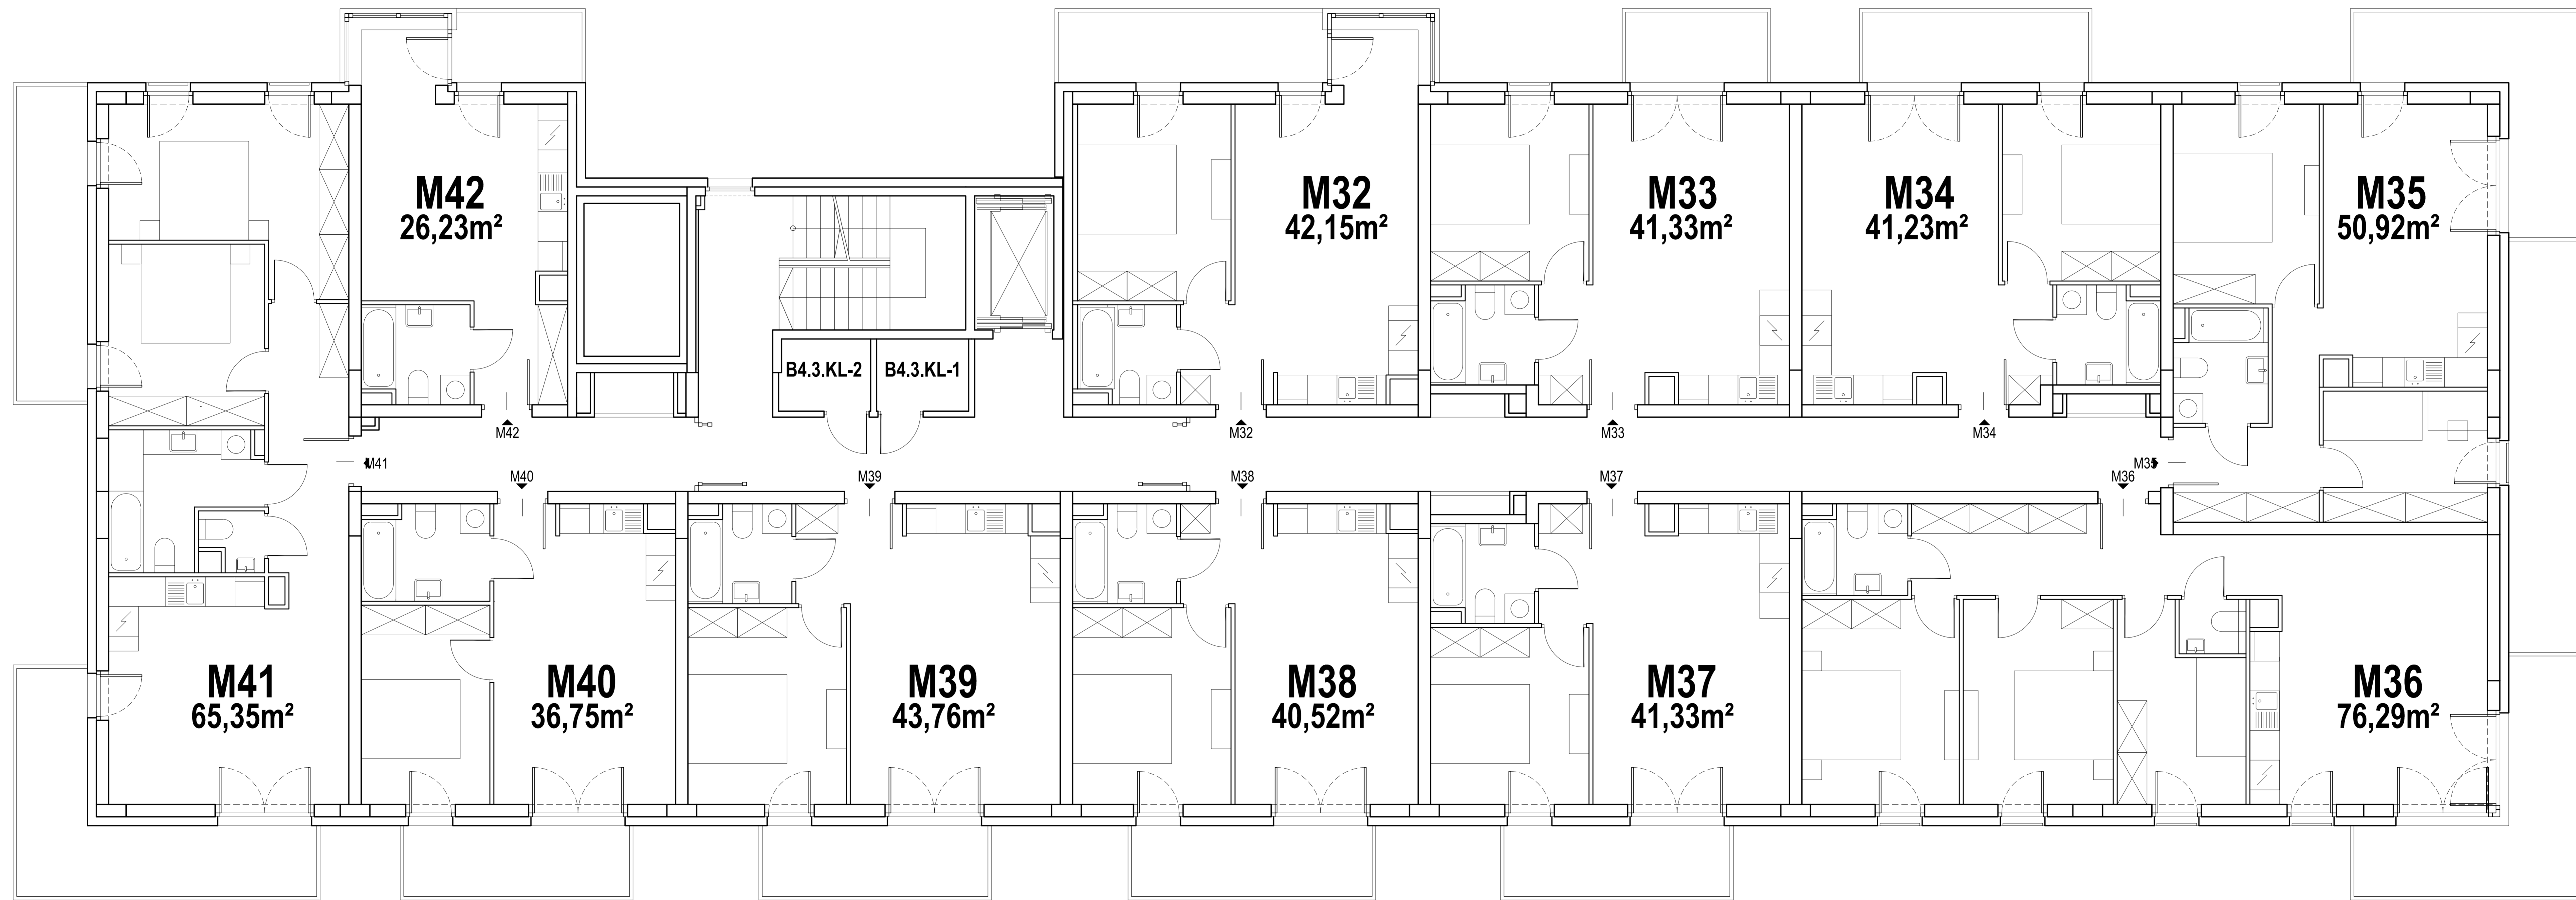 M42
26,23m²
M32
42,15m²
M33
41,33m²
M34
41,23m²
M35
50,92m²
B4.3.KL-2
B4.3.KL-1
M42
M32
M33
M34
M41
M35
M40
M39
M38
M37
M36
M41
65,35m²
M40
36,75m²
M39
43,76m²
M38
40,52m²
M37
41,33m²
M36
76,29m²